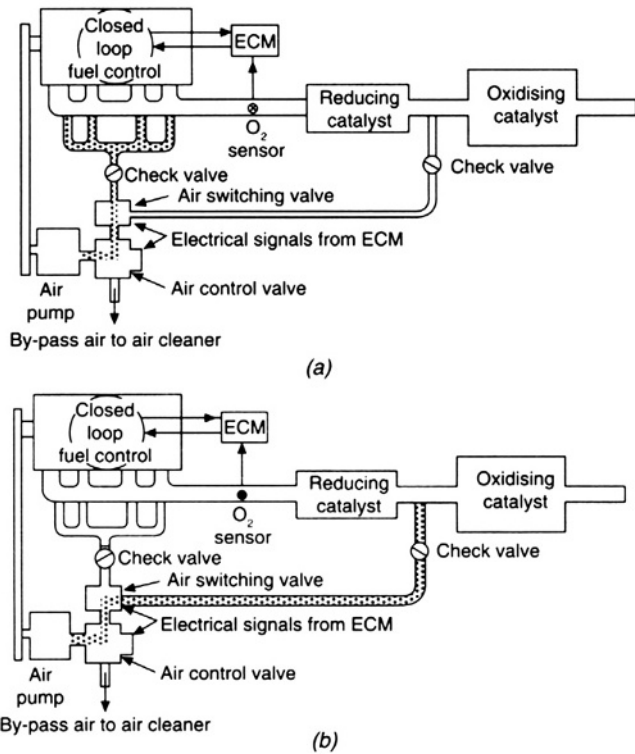 Closed
loop
fuel control
ECM
O2
sensor
Reducing
catalyst
Oxidising
catalyst
Check valve
Check valve
Air switching valve
Electrical signals from ECM
Air control valve
Air
pump
By-pass air to air cleaner
(a)
Closed
loop
fuel control
ECM
O2
sensor
Reducing
catalyst
Oxidising
catalyst
Check valve
Check valve
Air switching valve
Electrical signals from ECM
Air control valve
Air
pump
By-pass air to air cleaner
(b)